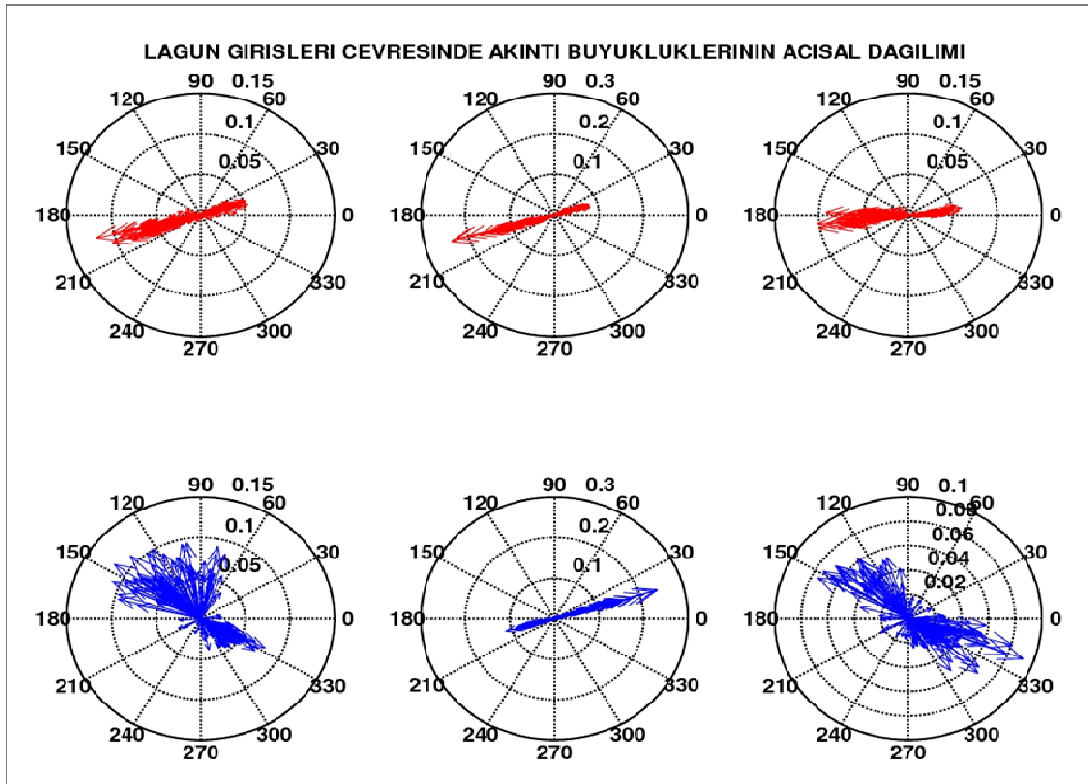 LAGUN GIRISLERI CEVRESINDE AKINTI BUYUKLUKLERININ ACISAL DAGILIMI
90 0.15 90 0.3 90 0.15
120 60 120 60 120 60
0.1 0.2 0.1
150 0.05 30 150 0.1 30 150 0.05 30
180 0 180 0 180 0
210 330 210 330 210 330
240 300 240 300 240 300
270 270 270
90 0.15 90 0.3 90 0.1
120 60 120 60 120 0.08 60
0.1 0.2 0.06
150 0.05 30 150 0.1 30 150 0.04 30
0.02
180 0 180 0 180 0
210 330 210 330 210 330
240 300 240 300 240 300
270 270 270